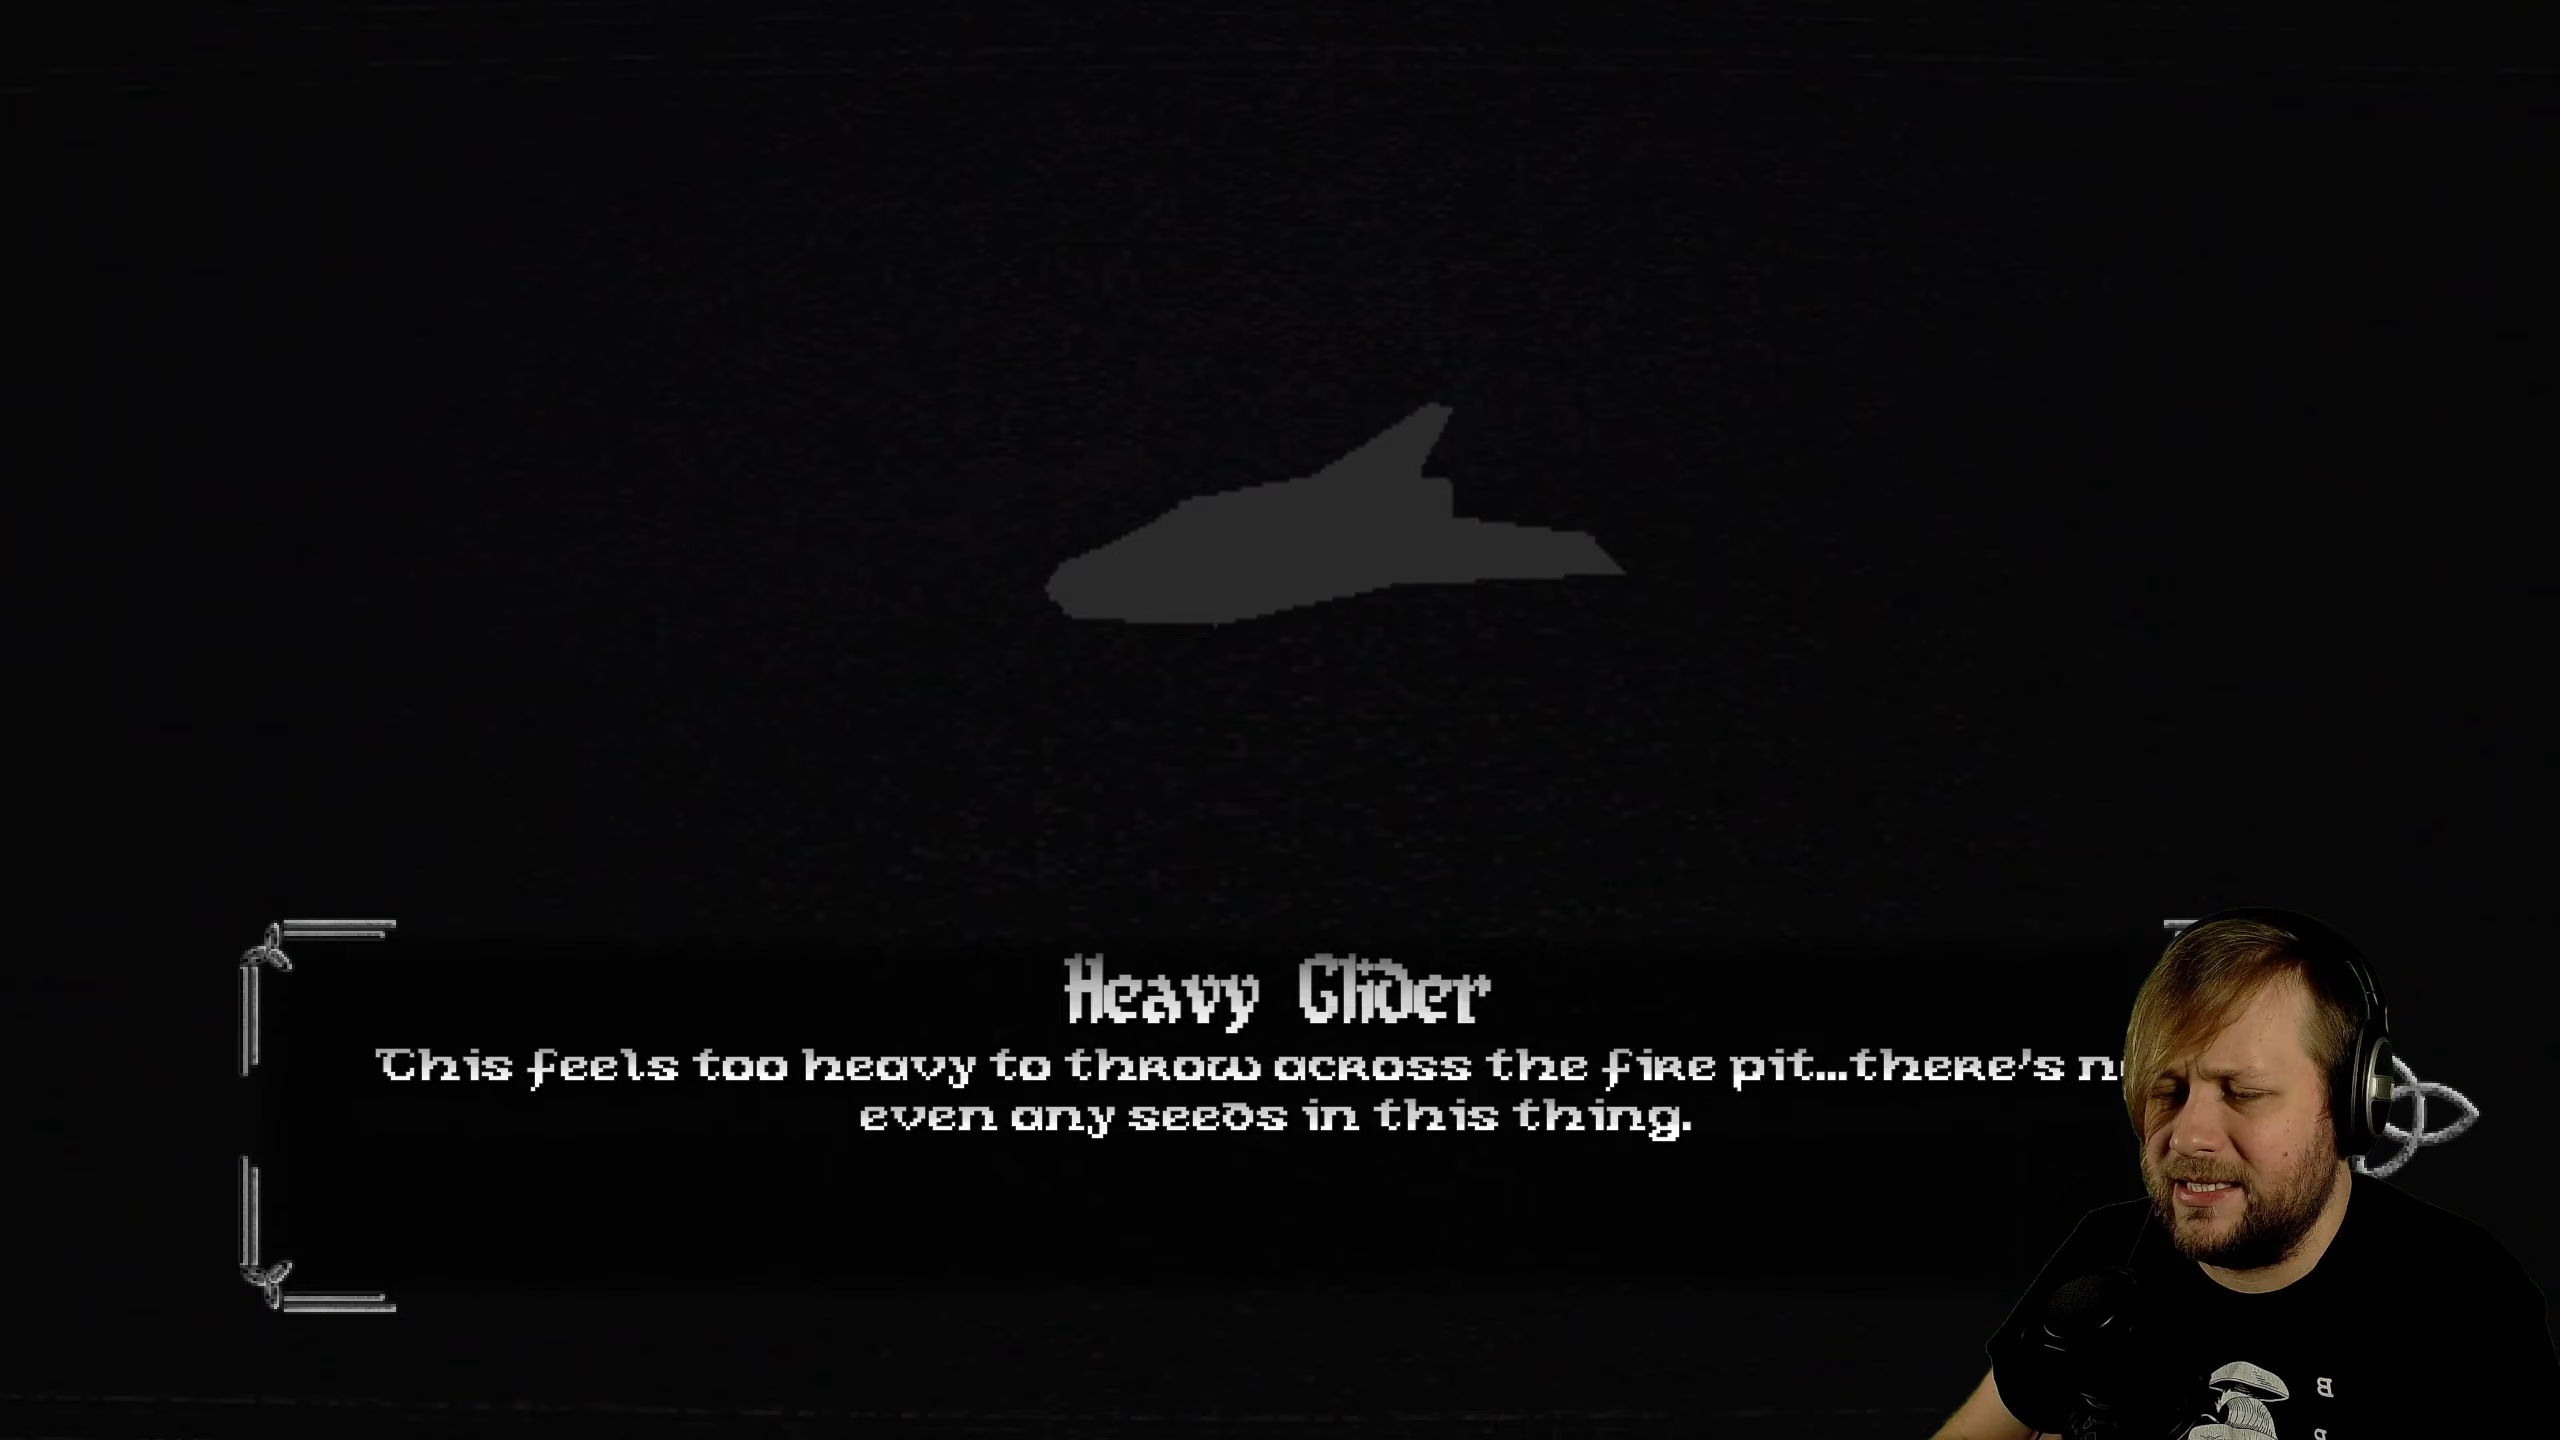 Heavy Glider
This feels too heavy to throw across the fire pit...there's
even any seeds in this thing.
B